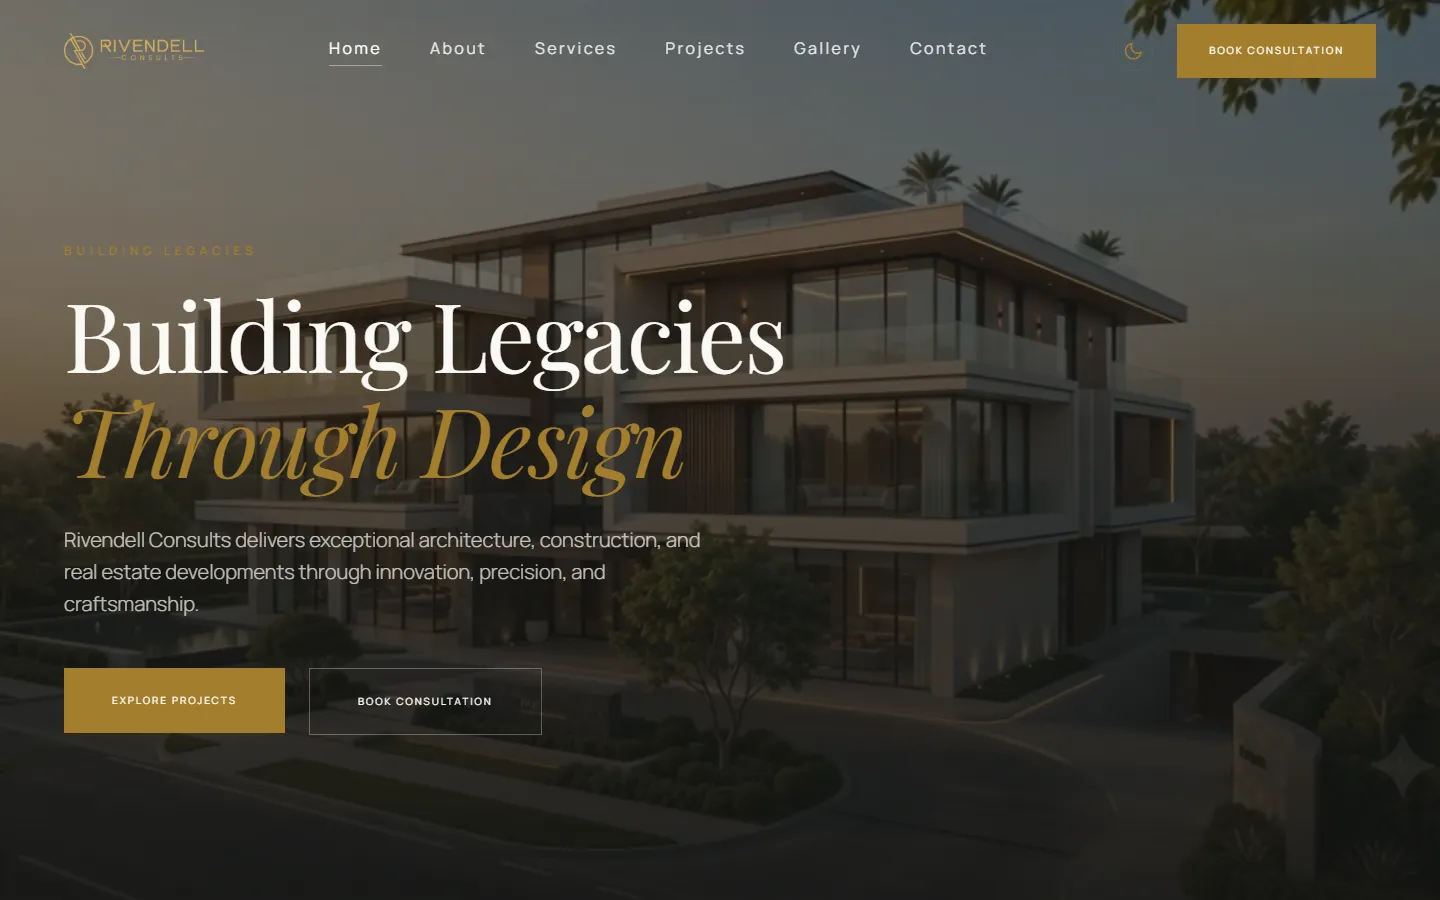 RIVENDELL
CONSULTS
Home
About
Services
Projects
Gallery
Contact
BOOK CONSULTATION
BUILDING LEGACIES
Building Legacies
Through Design
Rivendell Consults delivers exceptional architecture, construction, and
real estate developments through innovation, precision, and
craftsmanship.
EXPLORE PROJECTS
BOOK CONSULTATION